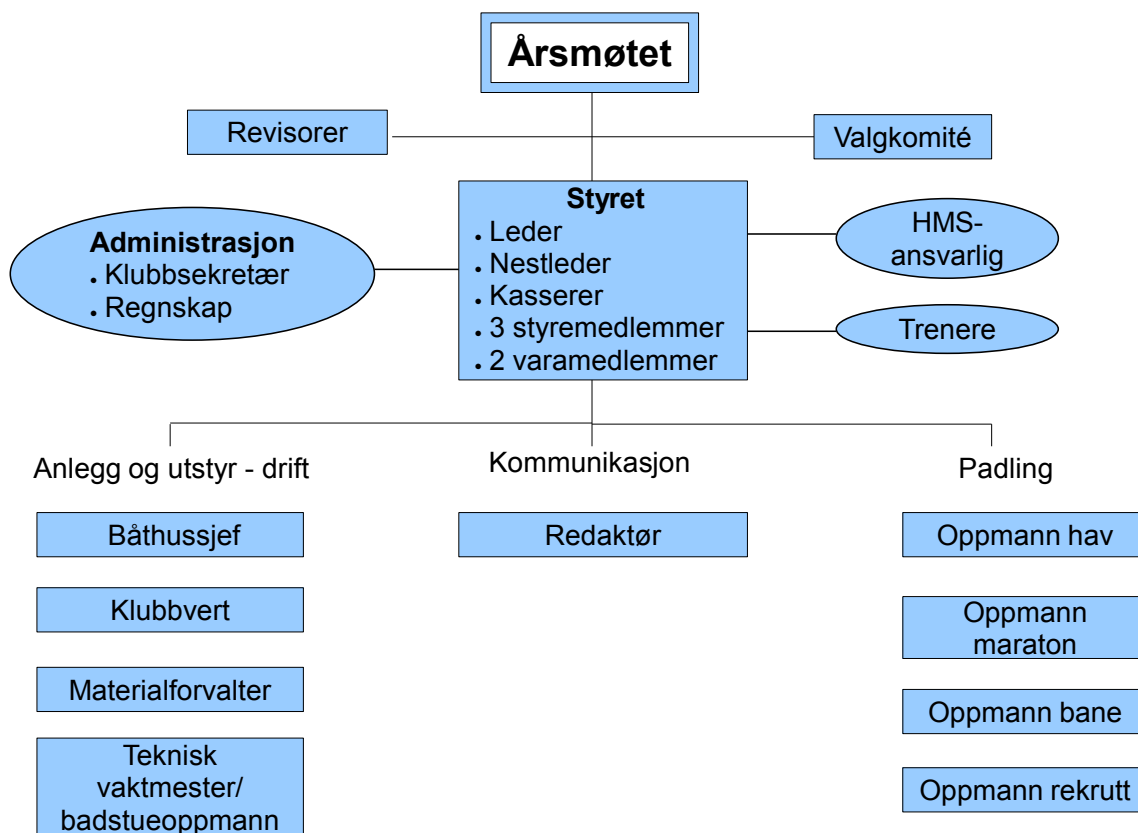 Årsmøtet
Revisorer
Valgkomité
Styret
. Leder
. Nestleder
. Kasserer
. 3 styremedlemmer
. 2 varamedlemmer
Administrasjon
. Klubbsekretær
. Regnskap
HMS-
ansvarlig
Trenere
Anlegg og utstyr - drift
Båthussjef
Klubbvert
Materialforvalter
Teknisk
vaktmester/
badstueoppmann
Kommunikasjon
Redaktør
Padling
Oppmann hav
Oppmann
maraton
Oppmann bane
Oppmann rekrutt